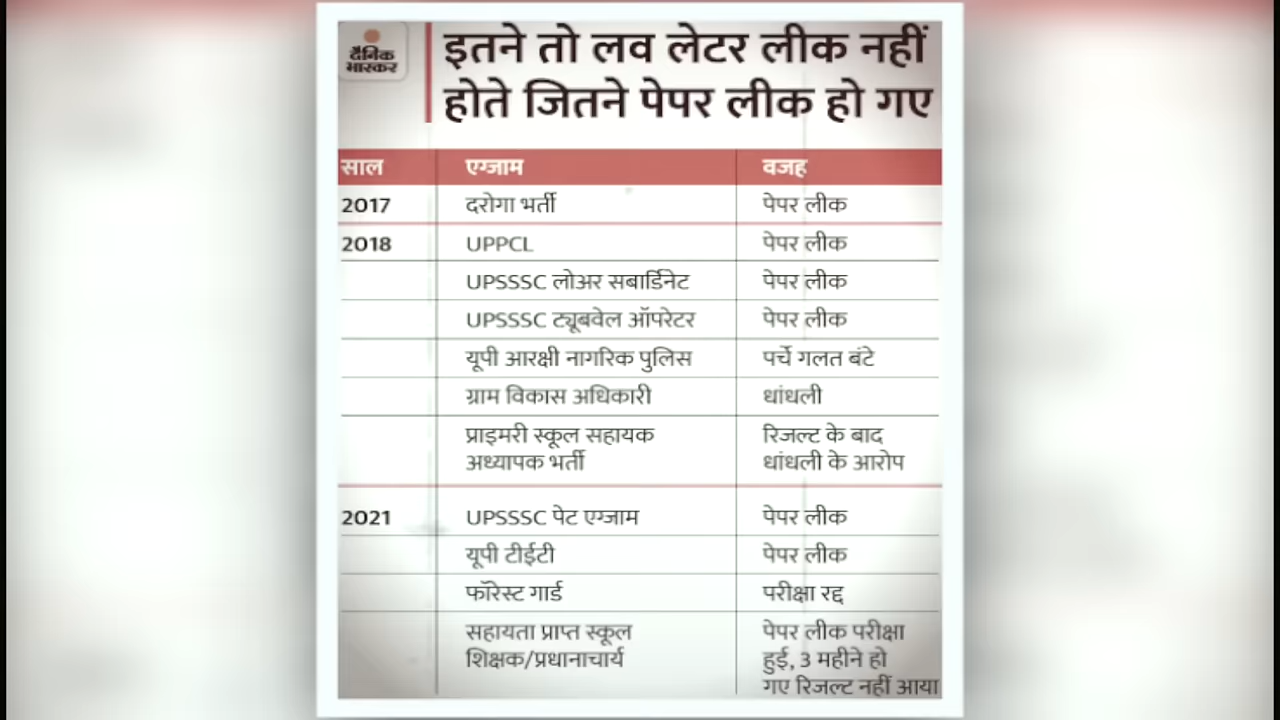 दैनिक
भास्कर
इतने तो लव लेटर लीक नहीं
होते जितने पेपर लीक हो गए
साल एग्जाम वजह
2017 दरोगा भर्ती पेपर लीक
2018 UPPCL पेपर लीक
UPSSSC लोअर सबार्डिनेट पेपर लीक
UPSSSC ट्यूबवेल ऑपरेटर पेपर लीक
यूपी आरक्षी नागरिक पुलिस पर्चे गलत बंटे
ग्राम विकास अधिकारी धांधली
प्राइमरी स्कूल सहायक रिजल्ट के बाद
अध्यापक भर्ती धांधली के आरोप
2021 UPSSSC पेट एग्जाम पेपर लीक
यूपी टीईटी पेपर लीक
फॉरेस्ट गार्ड परीक्षा रद्द
सहायता प्राप्त स्कूल पेपर लीक परीक्षा
शिक्षक/प्रधानाचार्य हुई, 3 महीने हो
गए रिजल्ट नहीं आया